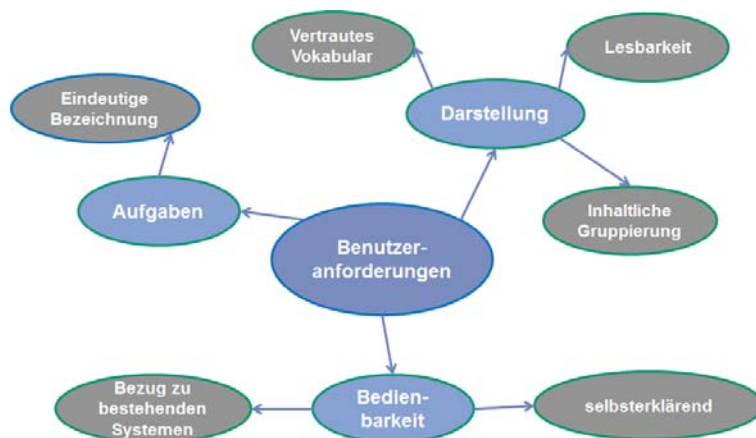 Vertrautes
Vokabular
Lesbarkeit
Eindeutige
Bezeichnung
Darstellung
Aufgaben
Inhaltliche
Gruppierung
Benutzer-
anforderungen
Bezug zu
bestehenden
Systemen
Bedien-
barkeit
selbsterklärend